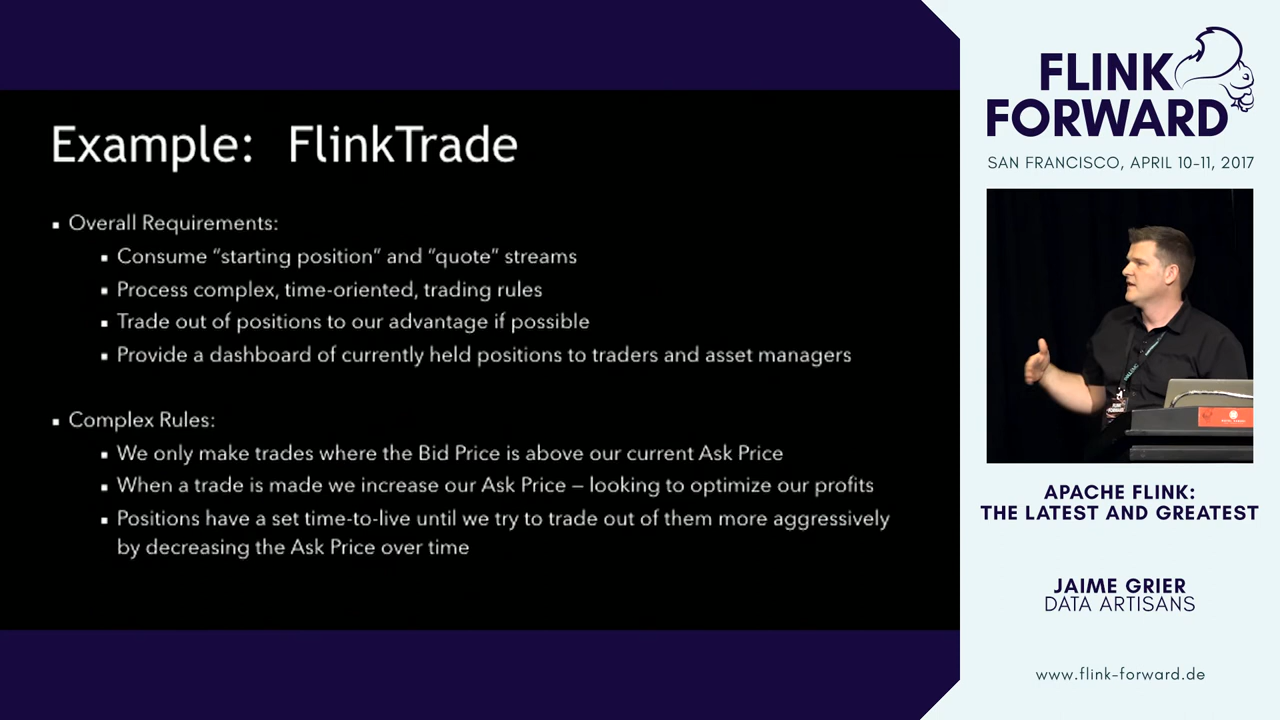 Example: FlinkTrade
▪ Overall Requirements:
▪ Consume “starting position” and “quote” streams
▪ Process complex, time-oriented, trading rules
▪ Trade out of positions to our advantage if possible
▪ Provide a dashboard of currently held positions to traders and asset managers
▪ Complex Rules:
▪ We only make trades where the Bid Price is above our current Ask Price
▪ When a trade is made we increase our Ask Price – looking to optimize our profits
▪ Positions have a set time-to-live until we try to trade out of them more aggressively
by decreasing the Ask Price over time
FLINK
FORWARD
SAN FRANCISCO, APRIL 10-11, 2017
FLINK
FORWARD
APACHE FLINK:
THE LATEST AND GREATEST
JAIME GRIER
DATA ARTISANS
www.flink-forward.de